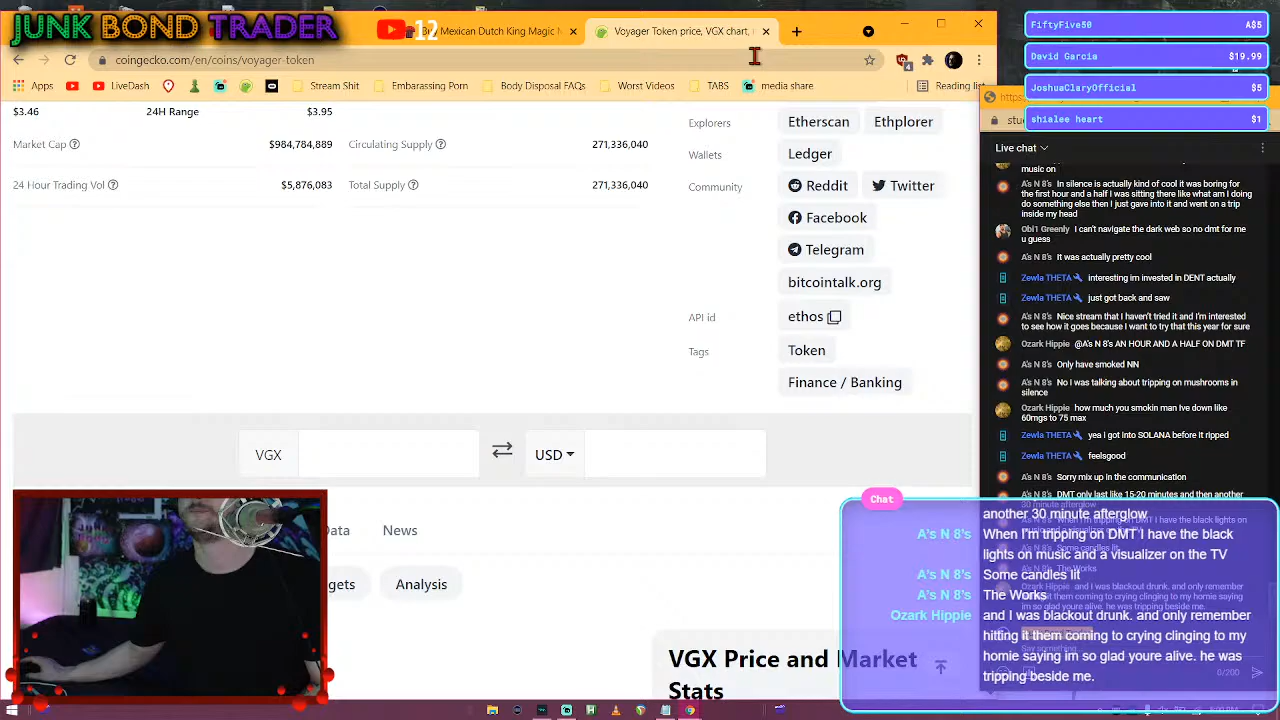 JUNK BOND TRADER
12
Mexican Dutch King Magic
Voyager Token price, VGX chart,
coingecko.com/en/coins/voyager-token
4
Apps
LiveDash
Stream Shit
Embarassing Porn
Body Disposal FAQs
Worst Videos
TABS
media share
Reading lis
FiftyFive50 A$5
David Garcia $19.99
JoshuaClaryOfficial $5
shialee heart $1
$3.46 24H Range $3.95
Market Cap $984,784,889
Circulating Supply 271,336,040
24 Hour Trading Vol $5,876,083
Total Supply 271,336,040
Explorers Etherscan Ethplorer
Wallets Ledger
Community Reddit Twitter
Facebook
Telegram
bitcointalk.org
API id ethos
Tags Token
Finance / Banking
VGX
USD
Data News
gets Analysis
VGX Price and Market
Stats
Live chat
music on
A's N 8's In silence is actually kind of cool it was boring for
the first hour and a half I was sitting there like what am I doing
do something else then I just gave into it and went on a trip
inside my head
Obi'1 Greenly I can't navigate the dark web so no dmt for me
u guess
A's N 8's It was actually pretty cool
Zewla THETA interesting im invested in DENT actually
Zewla THETA just got back and saw
A's N 8's Nice stream that I haven't tried it and I'm interested
to see how it goes because I want to try that this year for sure
Ozark Hippie @A's N 8's AN HOUR AND A HALF ON DMT TF
A's N 8's Only have smoked NN
A's N 8's No I was talking about tripping on mushrooms in
silence
Ozark Hippie how much you smokin man Ive down like
60mgs to 75 max
Zewla THETA yea I got into SOLANA before it ripped
Zewla THETA feelsgood
A's N 8's Sorry mix up in the communication
A's N 8's DMT only last like 15-20 minutes and then another
30 minute afterglow
Chat
another 30 minute afterglow
A's N 8's When I'm tripping on DMT I have the black
lights on music and a visualizer on the TV
A's N 8's Some candles lit
A's N 8's The Works
Ozark Hippie and I was blackout drunk. and only remember
hitting it them coming to crying clinging to my
homie saying im so glad youre alive. he was
tripping beside me.
Say something...
0/200